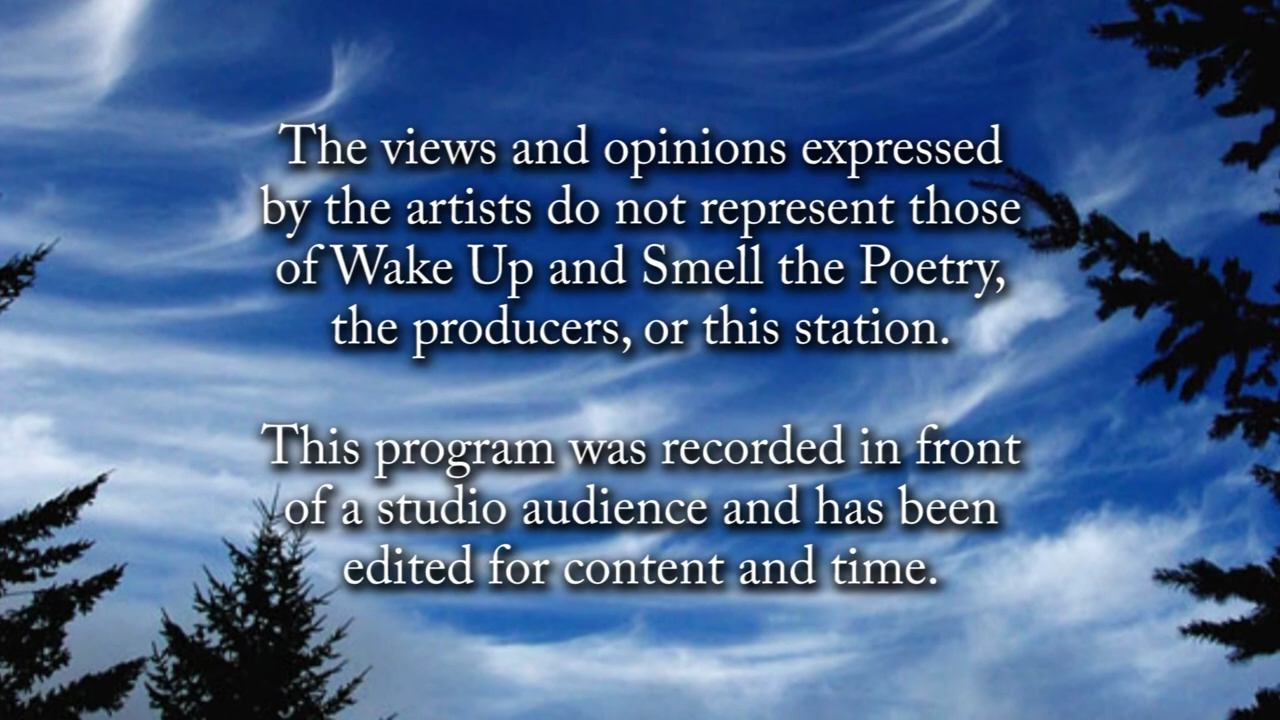 The views and opinions expressed
by the artists do not represent those
of Wake Up and Smell the Poetry,
the producers, or this station.
This program was recorded in front
of a studio audience and has been
edited for content and time.